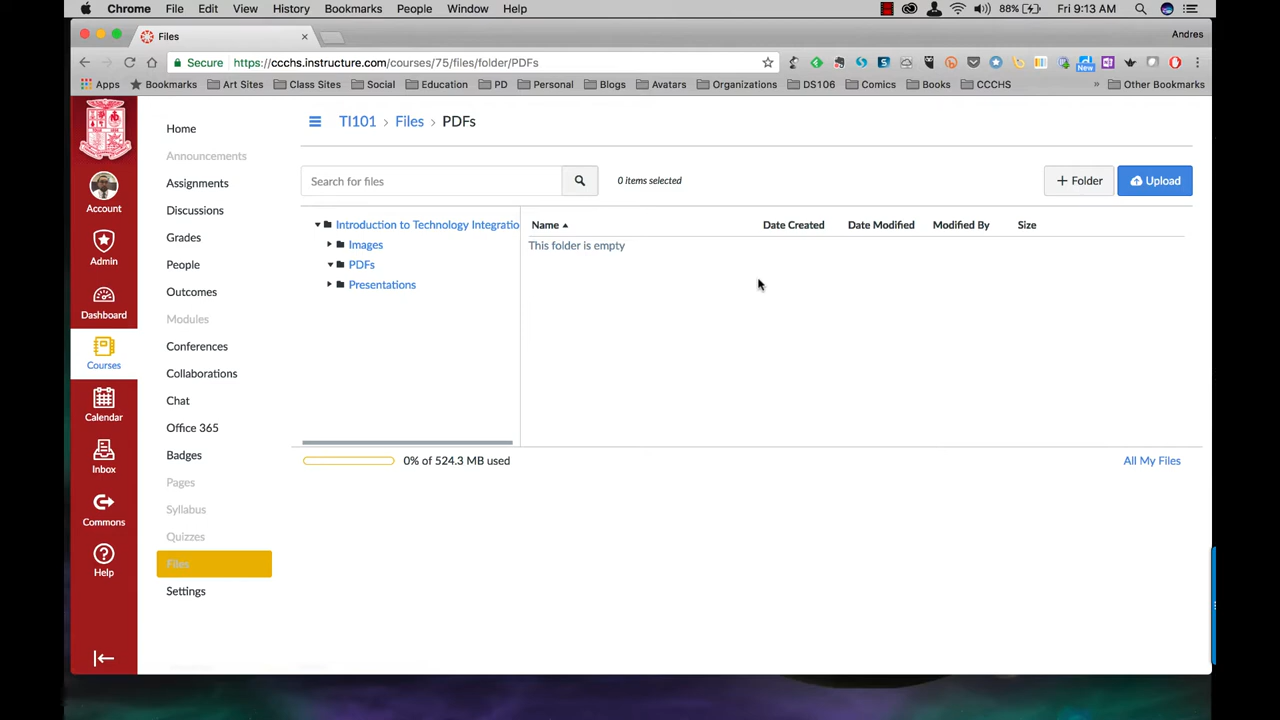 Chrome File Edit View History Bookmarks People Window Help 88% Fri 9:13 AM
Files Andres
Secure https://ccchs.instructure.com/courses/75/files/folder/PDFs
Apps Bookmarks Art Sites Class Sites Social Education PD Personal Blogs Avatars Organizations DS106 Comics Books CCCHS » Other Bookmarks
New
Account
Admin
Dashboard
Courses
Calendar
Inbox
Commons
Help
Home
Announcements
Assignments
Discussions
Grades
People
Outcomes
Modules
Conferences
Collaborations
Chat
Office 365
Badges
Pages
Syllabus
Quizzes
Files
Settings
TI101 > Files > PDFs
Search for files 0 items selected + Folder Upload
Introduction to Technology Integratio
Images
PDFs
Presentations
Name Date Created Date Modified Modified By Size
This folder is empty
0% of 524.3 MB used All My Files